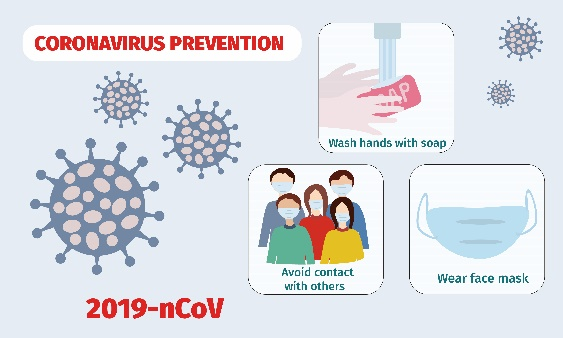 CORONAVIRUS PREVENTION
Wash hands with soap
Avoid contact
with others
Wear face mask
2019-nCoV